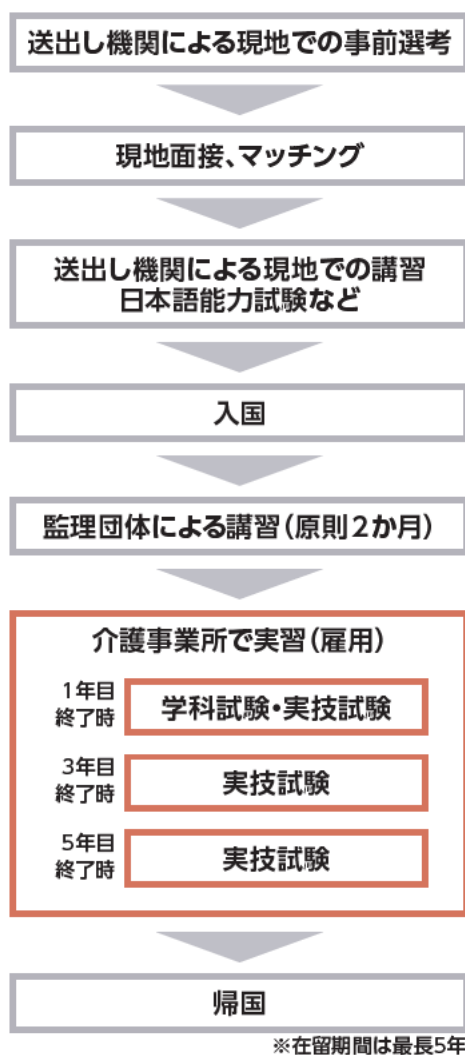 送出し機関による現地での事前選考
現地面接、マッチング
送出し機関による現地での講習
日本語能力試験など
入国
監理団体による講習（原則2か月）
介護事業所で実習（雇用）
1年目
終了時
学科試験・実技試験
3年目
終了時
実技試験
5年目
終了時
実技試験
帰国
※在留期間は最長5年